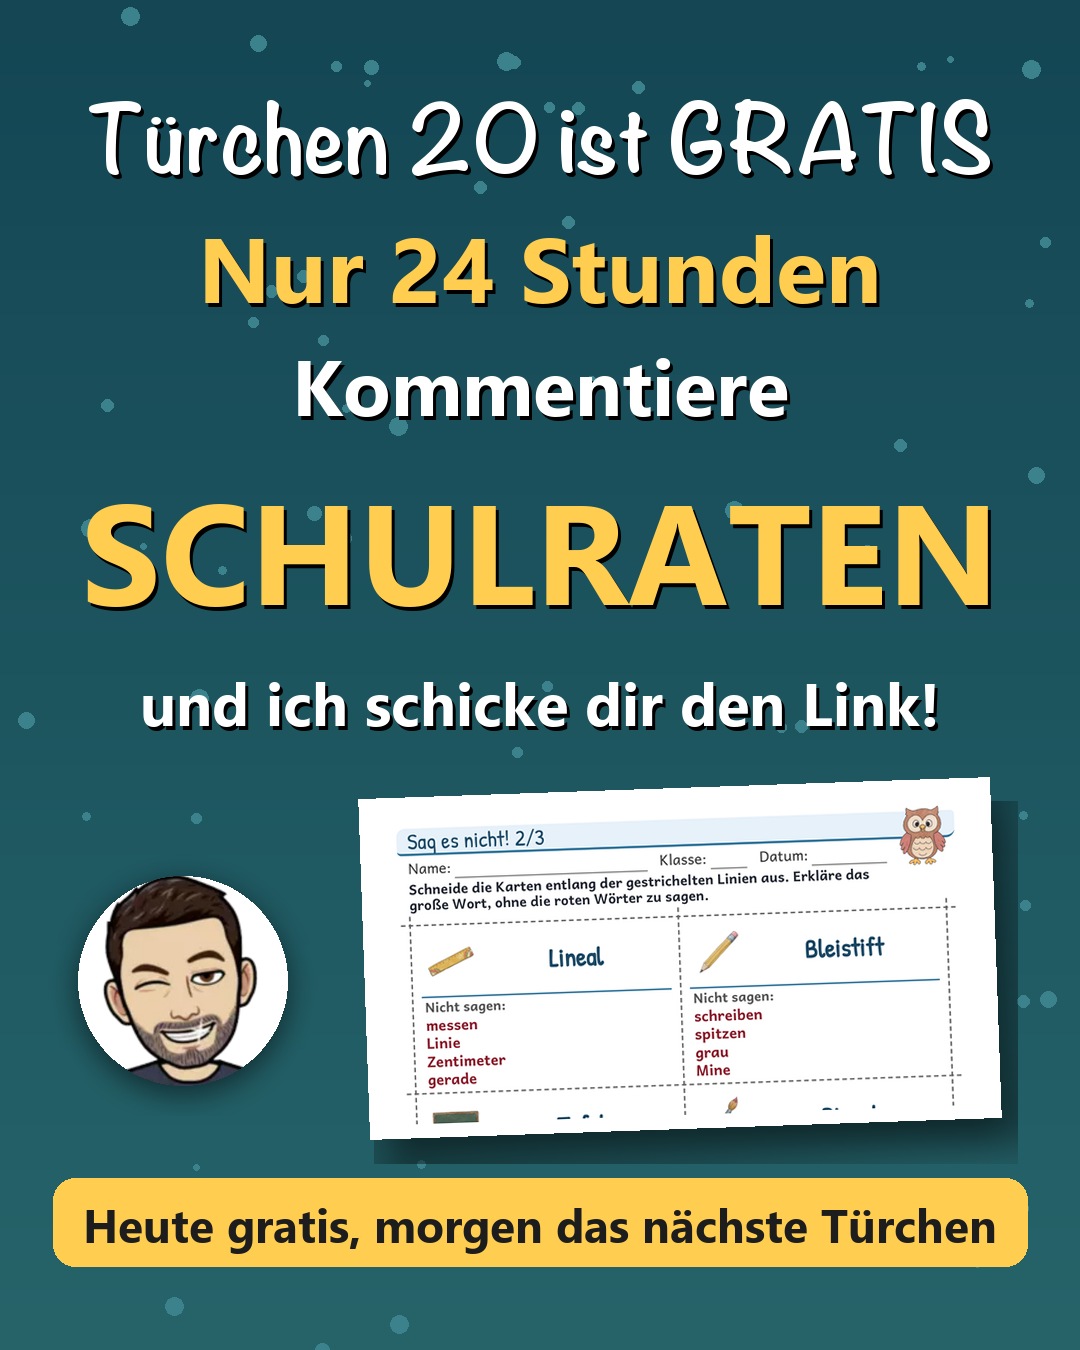 Türchen 20 ist GRATIS
Nur 24 Stunden
Kommentiere
SCHULRATEN
und ich schicke dir den Link!
Sag es nicht! 2/3
Name: Klasse: Datum:
Schneide die Karten entlang der gestrichelten Linien aus. Erkläre das
große Wort, ohne die roten Wörter zu sagen.
Lineal
Nicht sagen:
messen
Linie
Zentimeter
gerade
Bleistift
Nicht sagen:
schreiben
spitzen
grau
Mine
Heute gratis, morgen das nächste Türchen